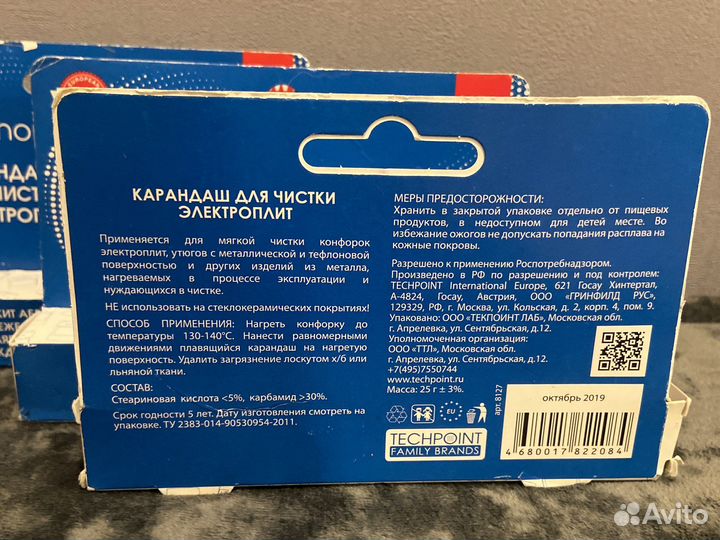 EUROPEAN
КАРАНДАШ ДЛЯ ЧИСТКИ
ЭЛЕКТРОПЛИТ
Применяется для мягкой чистки конфорок
электроплит, утюгов с металлической и тефлоновой
поверхностью и других изделий из металла,
нагреваемых в процессе эксплуатации и
нуждающихся в чистке.
НЕ использовать на стеклокерамических покрытиях!
СПОСОБ ПРИМЕНЕНИЯ: Нагреть конфорку до
температуры 130-140°С. Нанести равномерными
движениями плавящийся карандаш на нагретую
поверхность. Удалить загрязнение лоскутом х/б или
льняной ткани.
СОСТАВ:
Стеариновая кислота <5%, карбамид >30%.
Срок годности 5 лет. Дату изготовления смотреть на
упаковке. ТУ 2383-014-90530954-2011.
МЕРЫ ПРЕДОСТОРОЖНОСТИ:
Хранить в закрытой упаковке отдельно от пищевых
продуктов, в недоступном для детей месте. Во
избежание ожогов не допускать попадания расплава на
кожные покровы.
Разрешено к применению Роспотребнадзором.
Произведено в РФ по разрешению и под контролем:
TECHPOINT International Europe, 621 Госау Хинтертал,
А-4824, Госау, Австрия, ООО «ГРИНФИЛД РУС»,
129329, РФ, г. Москва, ул. Кольская, д. 2, корп. 4, пом. 9.
Упаковано: ООО «ТЕКПОИНТ ЛАБ», Московская обл.
г. Апрелевка, ул. Сентябрьская, д.12.
Уполномоченная организация:
ООО «ТТЛ», Московская обл.
г. Апрелевка, ул. Сентябрьская, д.12.
+7(495)7550744
www.techpoint.ru
Масса: 25 г ± 3%.
EU
TECHPOINT
FAMILY BRANDS
арт. 8127
октябрь 2019
4 680017 822084
Avito